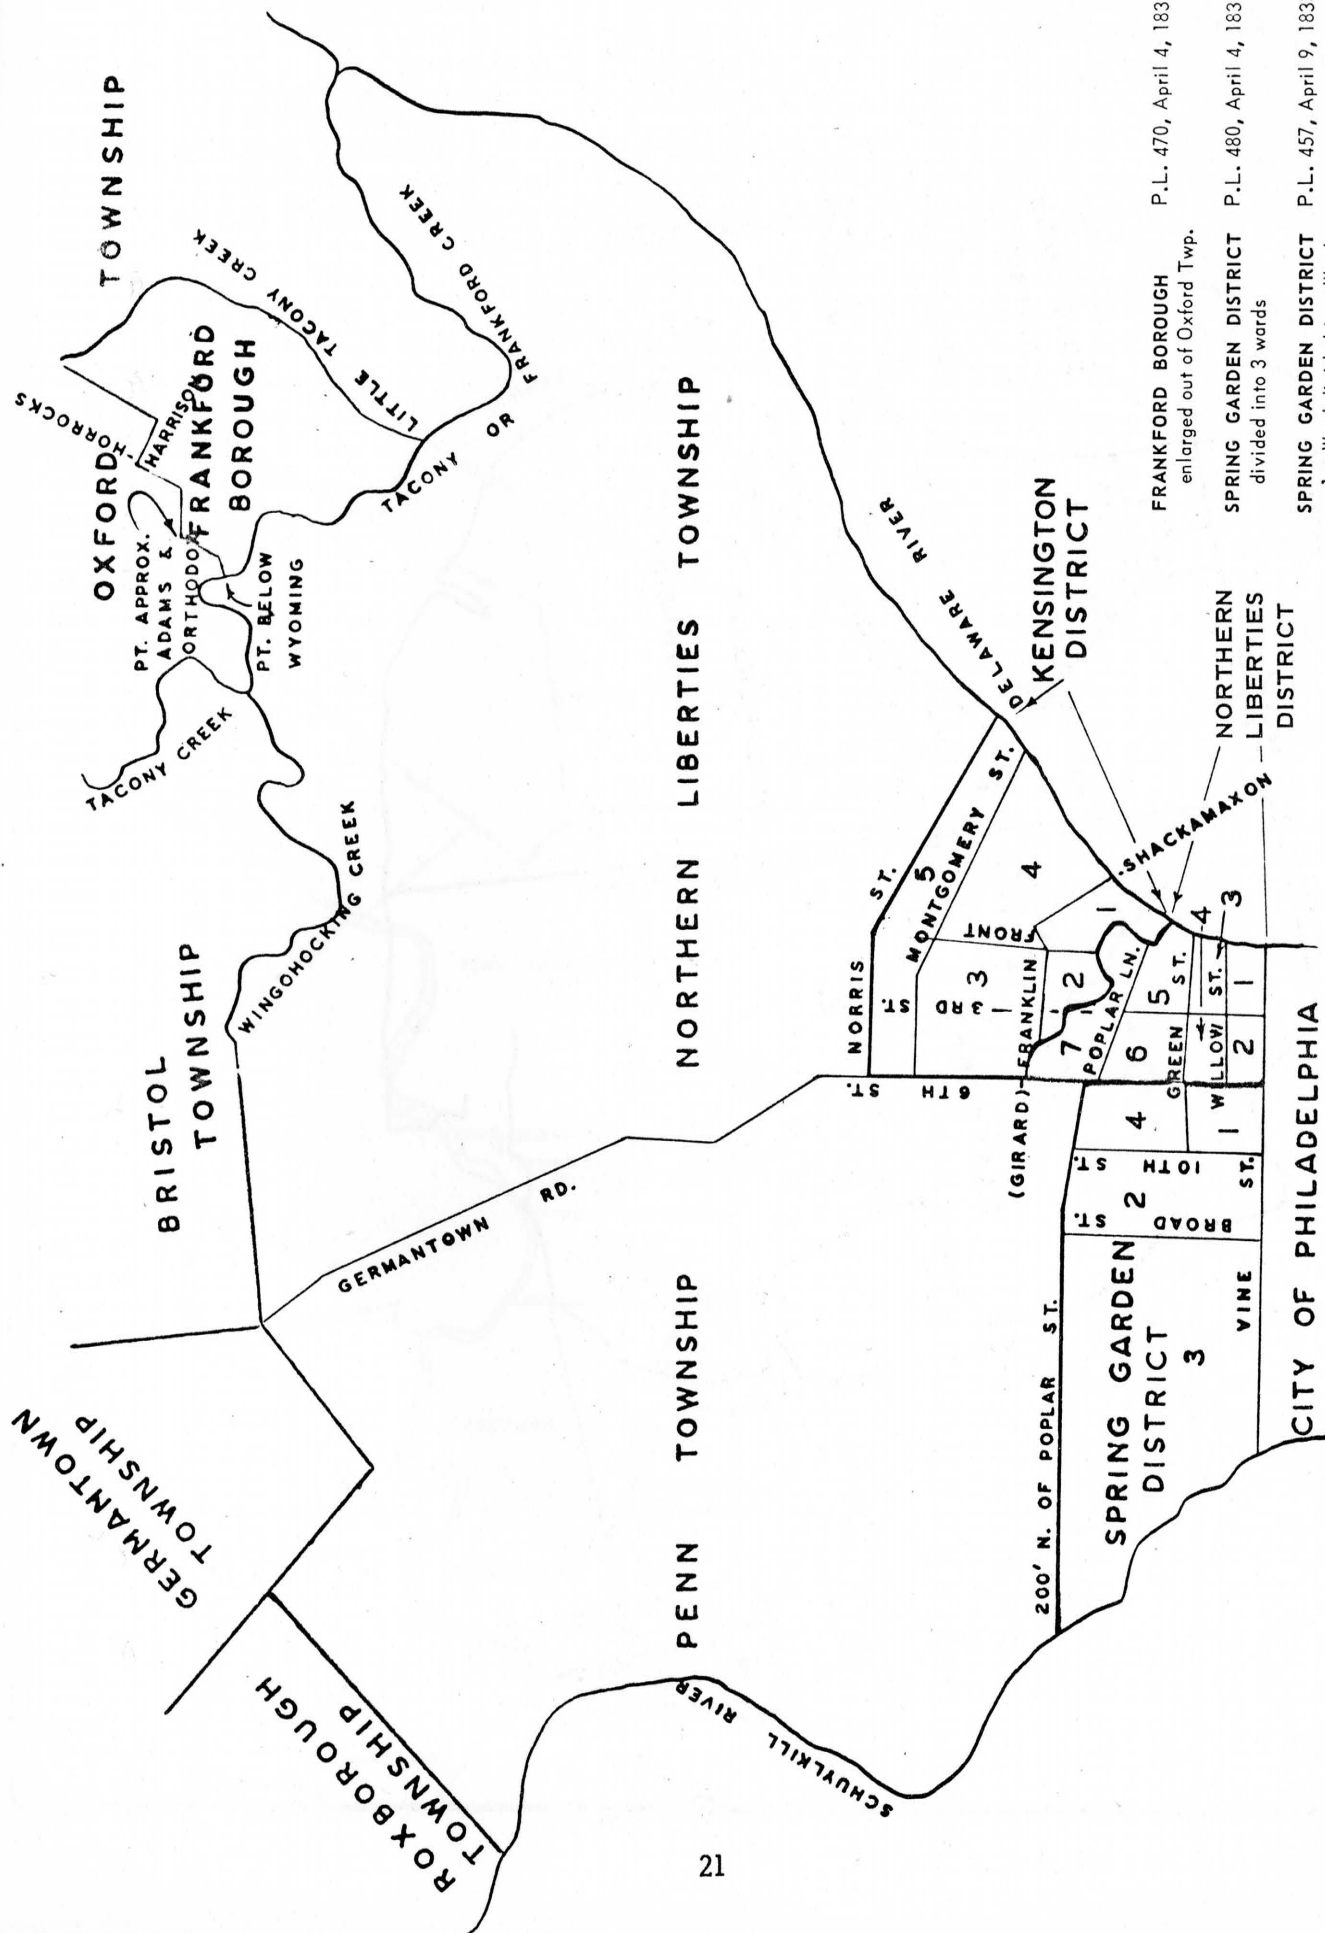 TOWNSHIP
OXFORD
HORROCKS
HARRISON
FRANKFORD
BOROUGH
LITTLE TACONY CREEK
TACONY OR FRANKFORD CREEK
PT. APPROX.
ADAMS &
ORTHODOX
PT. BELOW
WYOMING
TACONY CREEK
WINGOHOCKING CREEK
BRISTOL
TOWNSHIP
GERMANTOWN
TOWNSHIP
ROXBOROUGH
TOWNSHIP
GERMANTOWN RD.
PENN TOWNSHIP
NORTHERN LIBERTIES TOWNSHIP
SCHUYLKILL RIVER
DELAWARE RIVER
KENSINGTON
DISTRICT
NORRIS ST.
MONTGOMERY ST.
5
4
FRONT
3
3RD ST.
6TH ST.
(GIRARD)
FRANKLIN
1
2
SHACKAMAXON
NORTHERN
LIBERTIES
DISTRICT
7
POPLAR LN.
6
5
GREEN ST.
4
WILLOW ST.
3
2
1
200' N. OF POPLAR ST.
SPRING GARDEN
DISTRICT
3
BROAD ST.
2
10TH ST.
4
1
VINE ST.
CITY OF PHILADELPHIA
FRANKFORD BOROUGH P.L. 470, April 4, 183
enlarged out of Oxford Twp.
SPRING GARDEN DISTRICT P.L. 480, April 4, 183
divided into 3 wards
SPRING GARDEN DISTRICT P.L. 457, April 9, 183
21